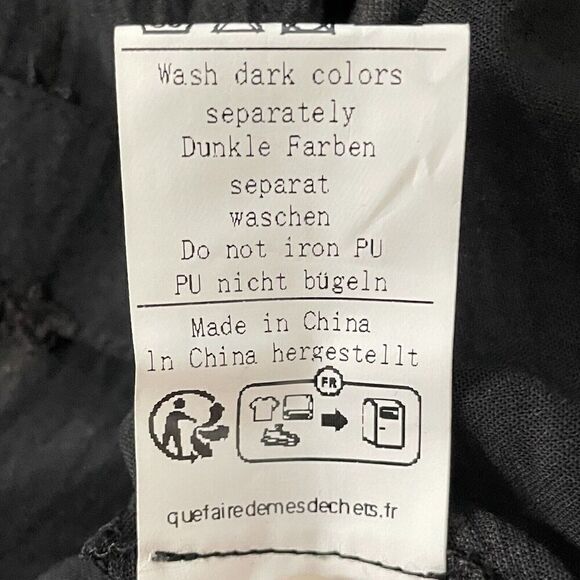 Wash dark colors
separately
Dunkle Farben
separat
waschen
Do not iron PU
PU nicht bügeln
Made in China
In China hergestellt
FR
quefairedemesdechets.fr